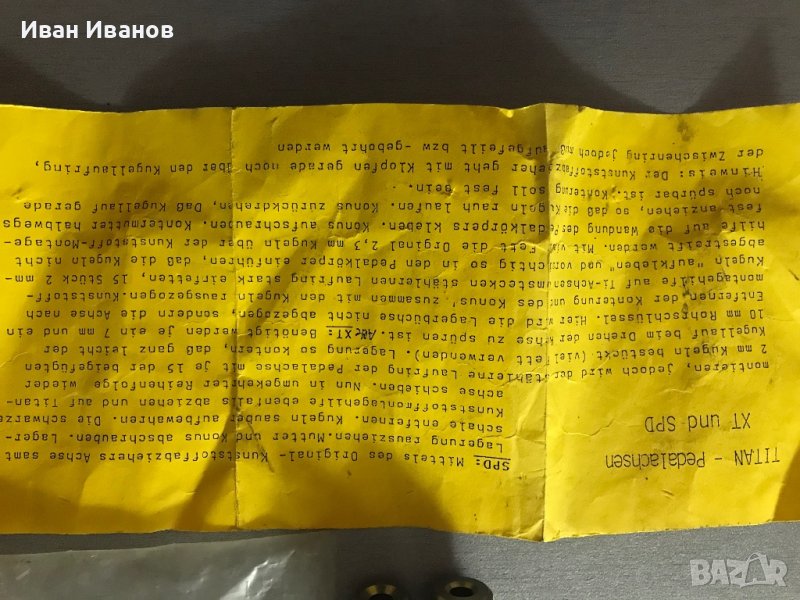 Иван Иванов
TITAN - Pedalachsen
XT und SPD
SPD: Mittels des Original- Kunststoffabziehers Achse samt
Lagerung rausziehen. Mutter und Konus abschrauben. Lager-
schale entfernen. Kugeln sauber aufbewahren. Die schwarze
Kunststoffmontagehilfe ebenfalls abziehen und auf Titan-
achse schieben. Nun in umgekehrter Reihenfolge wieder
montieren, jedoch wird der stählerne Laufring der Pedalachse mit je 13 der beigefügten
2 mm Kugeln bestückt (viel Fett verwenden). Lagerung so kontern, daß ganz leicht der
Kugellauf beim Drehen der Achse zu spüren ist. XT: Benötigt werden je ein 7 mm und ein
10 mm Rohrschlüssel. Hier wird die Lagerbüchse nicht abgezogen, sondern die Achse nach
Entfernen der Konterung und des Konus', zusammen mit den Kugeln rausgezogen. Kunststoff-
montagehilfe auf Ti-Achsen umstecken stählernen Laufring stark einfetten, 15 Stück 2-mm-
Kugeln "aufkleben" und vorsichtig so in den Pedalkörper einführen, daß die Kugeln nicht
abgestreift werden. Mit viel Fett die Orginal 2,3 mm Kugeln über der Kunststoff-Montage-
hilfe auf die Wandung des Pedalkörpers kleben. Konus aufschrauben. Kontermutter halbwegs
fest anziehen, so daß die Kugeln rauh laufen. Konus zurückdrehen, Daß Kugellauf gerade
noch spürbar ist. Konterung soll fest sein.
Hinweis: Der Kunststoffabzieher geht mit Klopfen gerade noch über den Kugellaufring,
der Zwischenring jedoch muß aufgefeilt bzw -gebohrt werden
BAZAR
bg